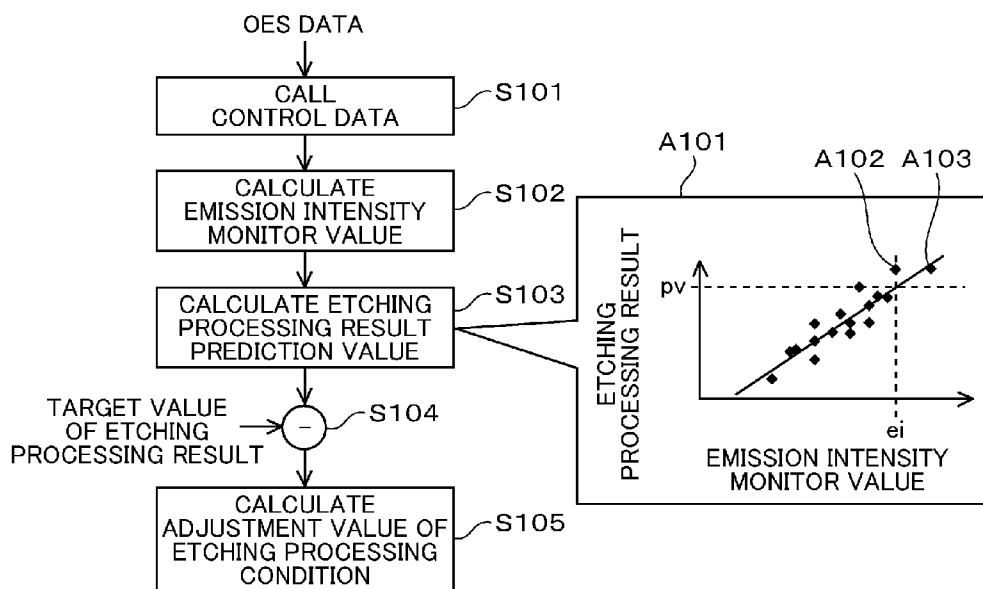 OES DATA
CALL
CONTROL DATA
S101
CALCULATE
EMISSION INTENSITY
MONITOR VALUE
S102
CALCULATE ETCHING
PROCESSING RESULT
PREDICTION VALUE
S103
TARGET VALUE
OF ETCHING
PROCESSING RESULT
-
S104
CALCULATE
ADJUSTMENT VALUE OF
ETCHING PROCESSING
CONDITION
S105
A101
A102
A103
ETCHING
PROCESSING RESULT
pv
ei
EMISSION INTENSITY
MONITOR VALUE